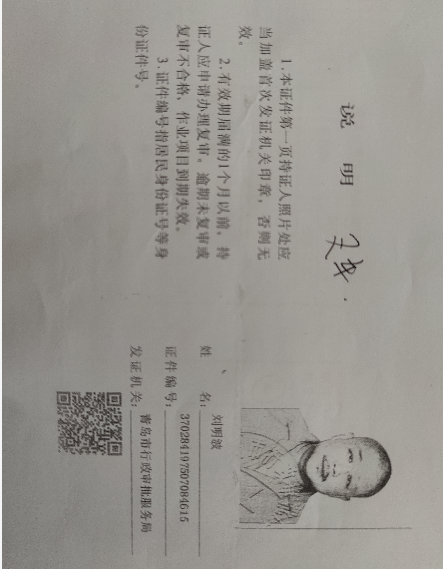 说明
1.本证件第一页持证人照片处应
当加盖首次发证机关印章，否则无
效。
2.有效期届满的1个月以前，持
证人应申请办理复审。逾期未复审或
复审不合格，作业项目到期失效。
3.证件编号指居民身份证号等身
份证件号。
姓名：刘明波
证件编号：370284197507084615
发证机关：青岛市行政审批服务局